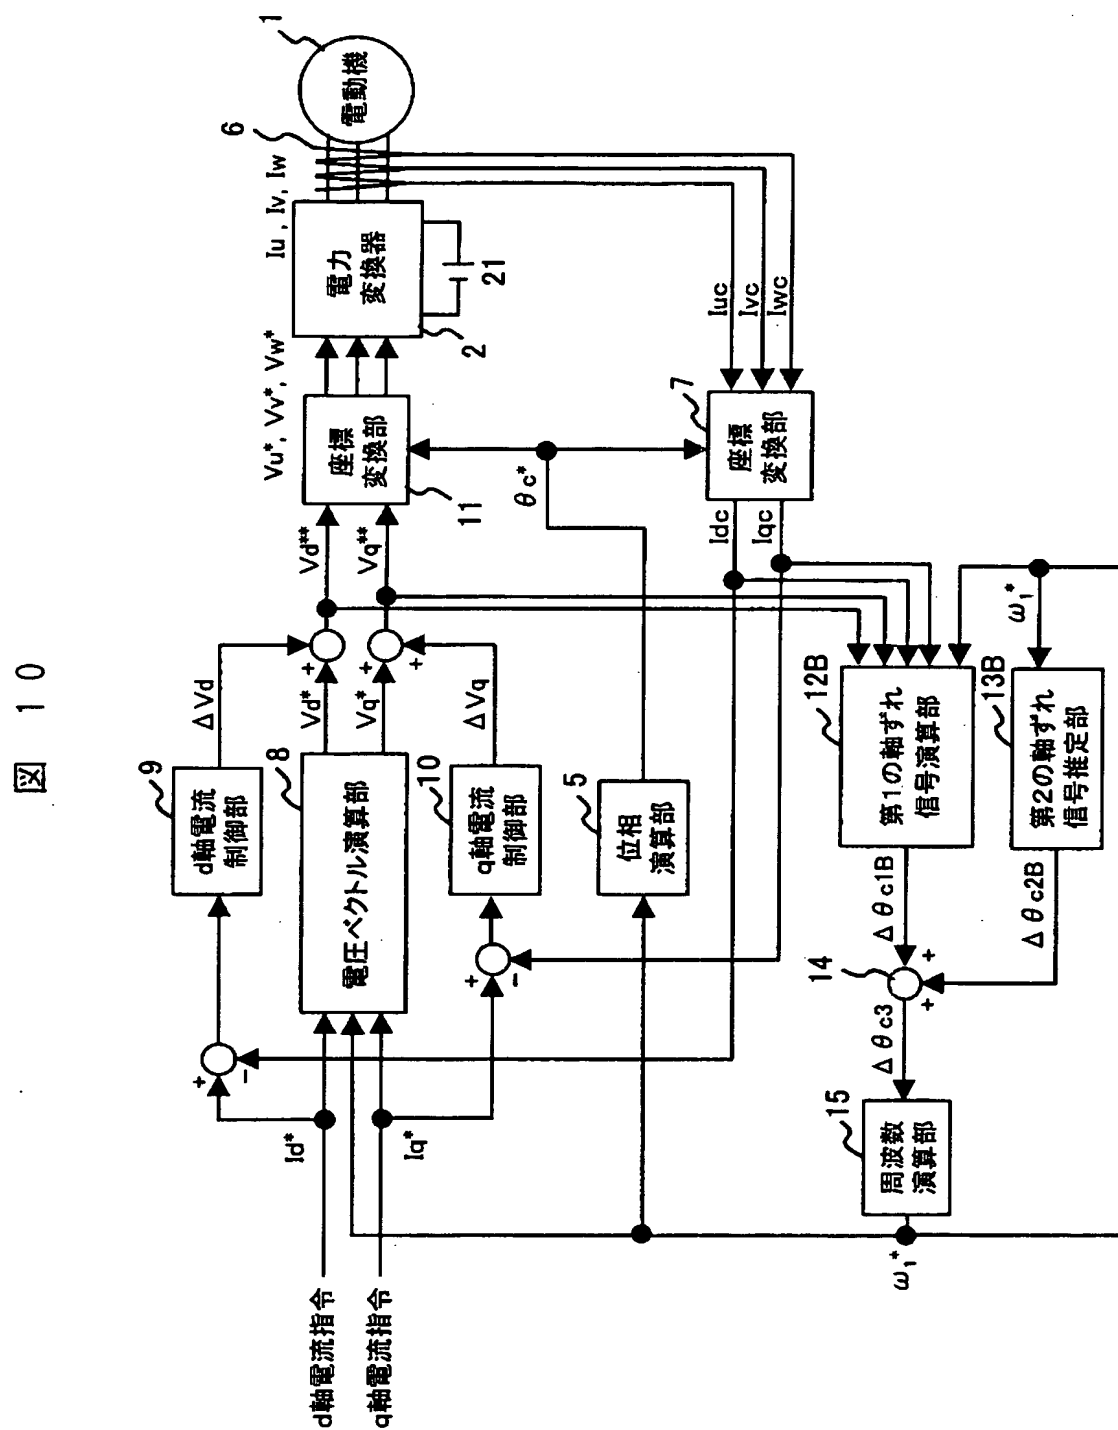 図 10
9
d軸電流
制御部
ΔVd
8
電圧ベクトル演算部
Vd*
Vq*
+
+
+
+
Vd**
Vq**
10
q軸電流
制御部
ΔVq
Vu*, Vv*, Vw*
座標
変換部
11
電力
変換器
2
21
Iu , Iv, Iw
6
電動機
1
+
-
+
-
Id*
Iq*
d軸電流指令
q軸電流指令
5
位相
演算部
θc*
7
座標
変換部
Iuc
Ivc
Iwc
Idc
Iqc
12B
第1の軸ずれ
信号演算部
13B
第2の軸ずれ
信号推定部
ω1*
Δθc1B
Δθc2B
14
+
+
Δθc3
15
周波数
演算部
ω1*